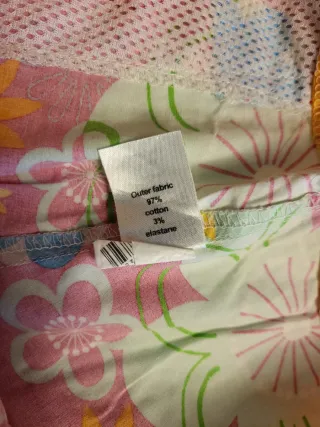 Outer fabric
97%
cotton
3%
elastane